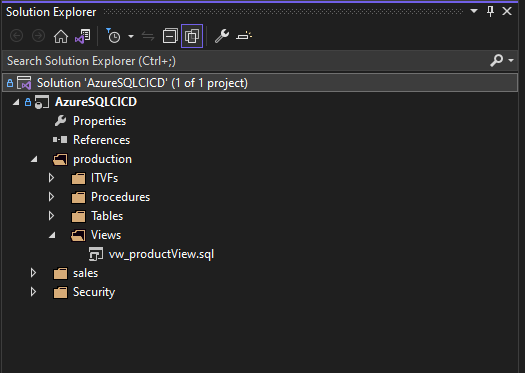 Solution Explorer
Search Solution Explorer (Ctrl+;)
Solution 'AzureSQLCICD' (1 of 1 project)
AzureSQLCICD
Properties
References
production
ITVFs
Procedures
Tables
Views
vw_productView.sql
sales
Security